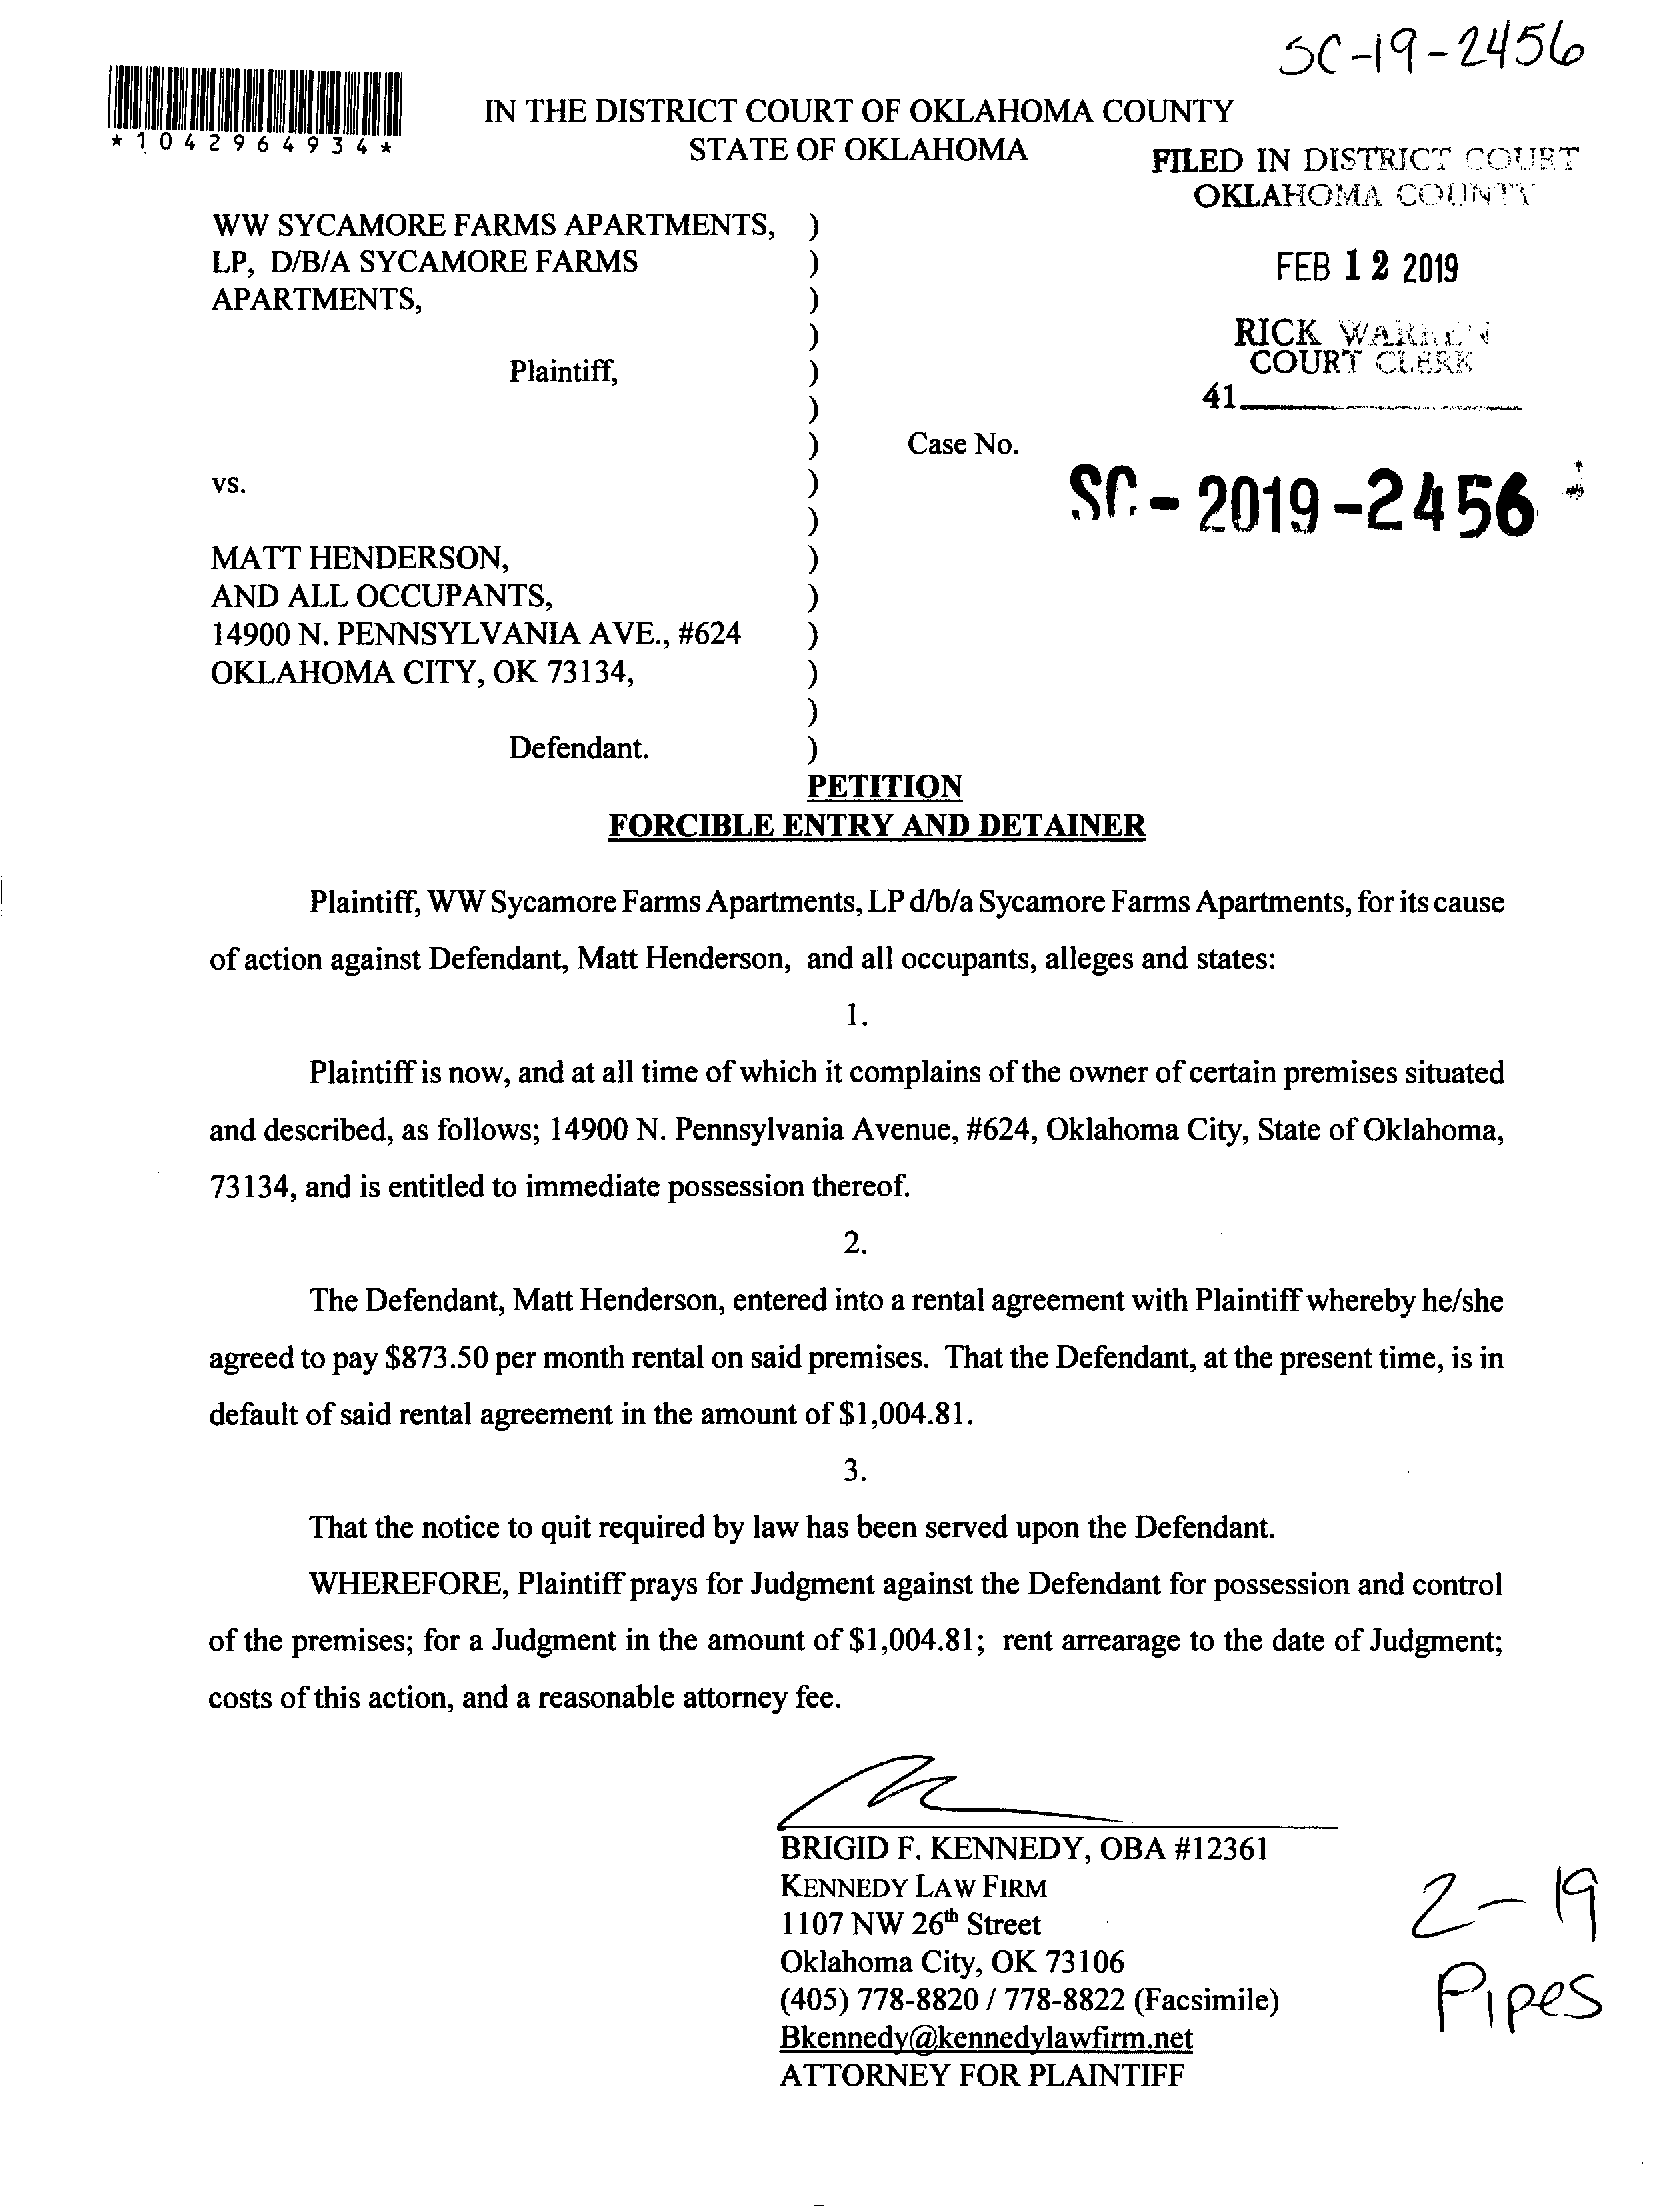 SC-19-2456
*1042964934*
IN THE DISTRICT COURT OF OKLAHOMA COUNTY
STATE OF OKLAHOMA
FILED IN DISTRICT COURT
OKLAHOMA COUNTY
WW SYCAMORE FARMS APARTMENTS, )
LP, D/B/A SYCAMORE FARMS )
APARTMENTS, )
)
FEB 12 2019
RICK WARREN
COURT CLERK
41
Plaintiff, )
)
) Case No.
vs. )
SC - 2019 - 2456
)
MATT HENDERSON, )
AND ALL OCCUPANTS, )
14900 N. PENNSYLVANIA AVE., #624 )
OKLAHOMA CITY, OK 73134, )
)
Defendant. )
PETITION
FORCIBLE ENTRY AND DETAINER
Plaintiff, WW Sycamore Farms Apartments, LP d/b/a Sycamore Farms Apartments, for its cause
of action against Defendant, Matt Henderson, and all occupants, alleges and states:
1.
Plaintiff is now, and at all time of which it complains of the owner of certain premises situated
and described, as follows; 14900 N. Pennsylvania Avenue, #624, Oklahoma City, State of Oklahoma,
73134, and is entitled to immediate possession thereof.
2.
The Defendant, Matt Henderson, entered into a rental agreement with Plaintiff whereby he/she
agreed to pay $873.50 per month rental on said premises. That the Defendant, at the present time, is in
default of said rental agreement in the amount of $1,004.81.
3.
That the notice to quit required by law has been served upon the Defendant.
WHEREFORE, Plaintiff prays for Judgment against the Defendant for possession and control
of the premises; for a Judgment in the amount of $1,004.81; rent arrearage to the date of Judgment;
costs of this action, and a reasonable attorney fee.
BRIGID F. KENNEDY, OBA #12361
KENNEDY LAW FIRM
1107 NW 26th Street
Oklahoma City, OK 73106
(405) 778-8820 / 778-8822 (Facsimile)
Bkennedy@kennedylawfirm.net
ATTORNEY FOR PLAINTIFF
2-19
Pipes